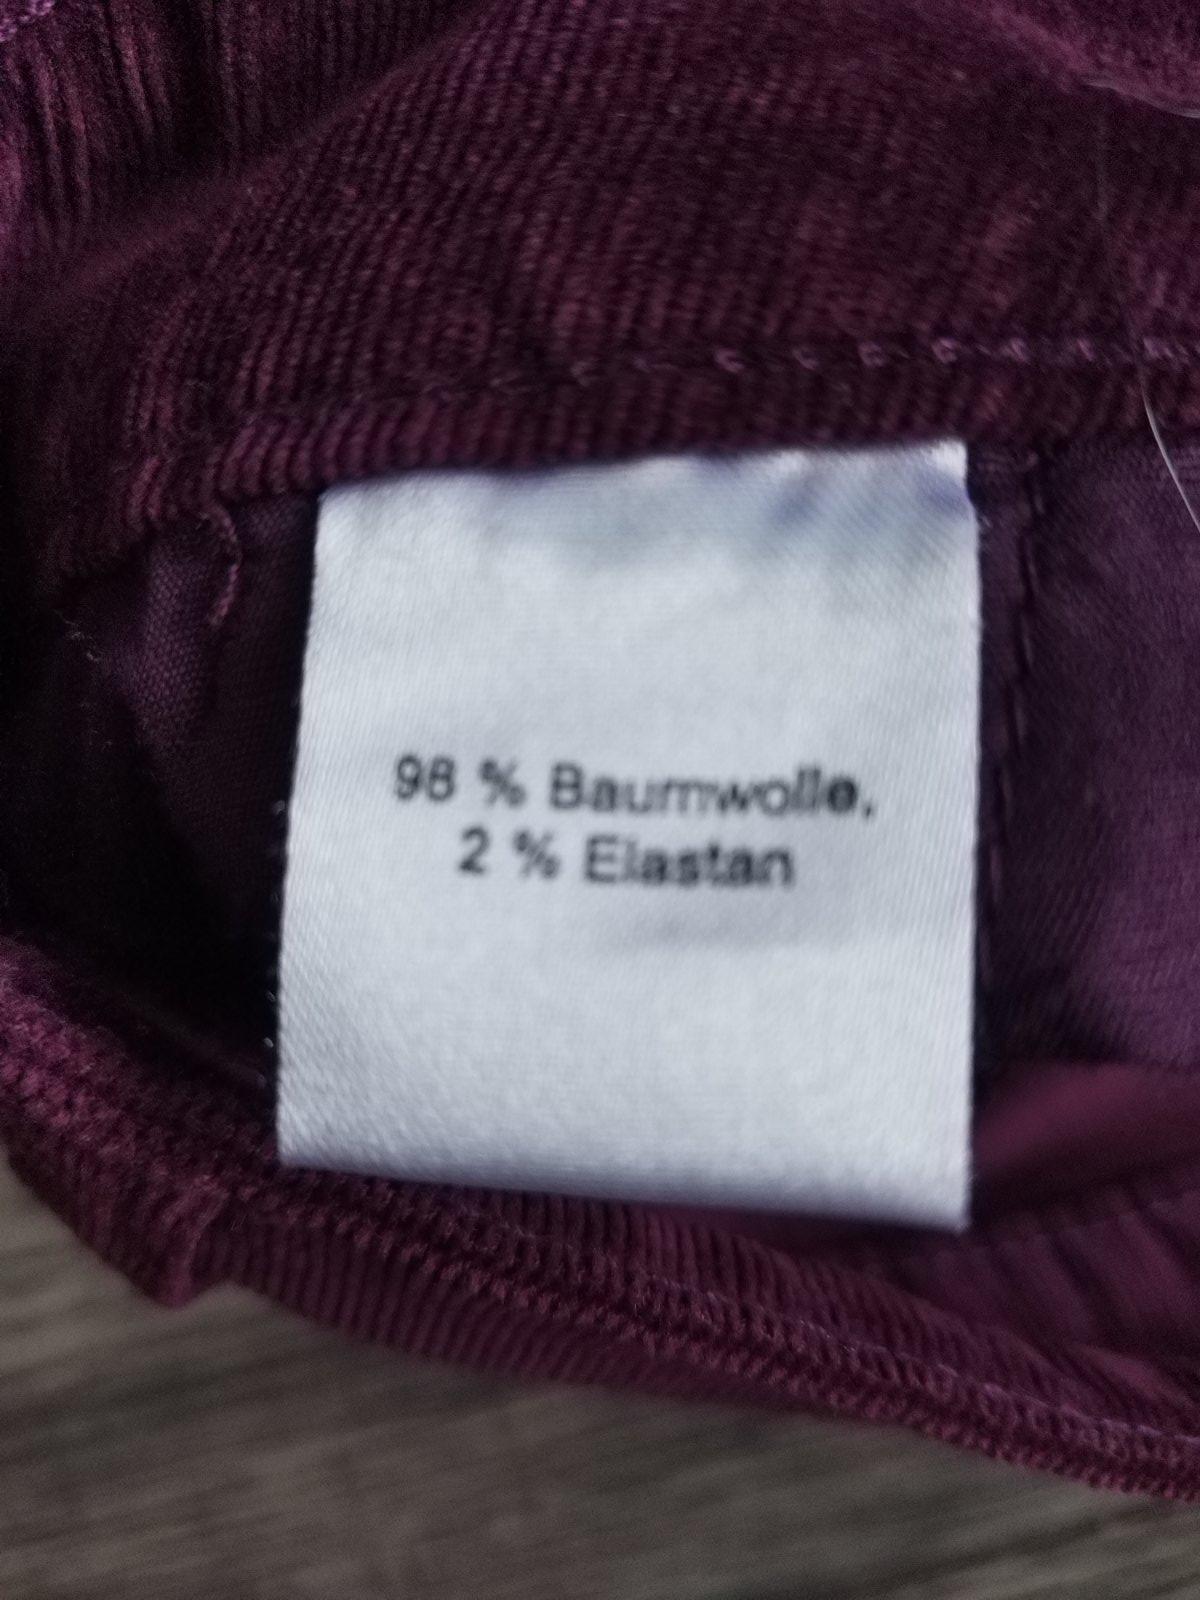 98 % Baumwolle,
2 % Elastan